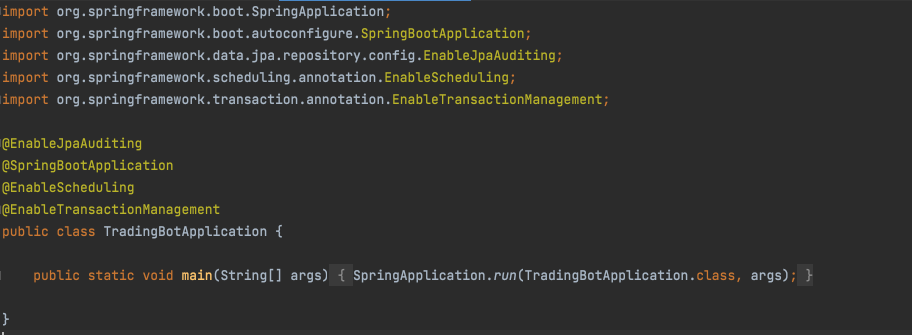 import org.springframework.boot.SpringApplication;
import org.springframework.boot.autoconfigure.SpringBootApplication;
import org.springframework.data.jpa.repository.config.EnableJpaAuditing;
import org.springframework.scheduling.annotation.EnableScheduling;
import org.springframework.transaction.annotation.EnableTransactionManagement;
@EnableJpaAuditing
@SpringBootApplication
@EnableScheduling
@EnableTransactionManagement
public class TradingBotApplication {
public static void main(String[] args) { SpringApplication.run(TradingBotApplication.class, args); }
}